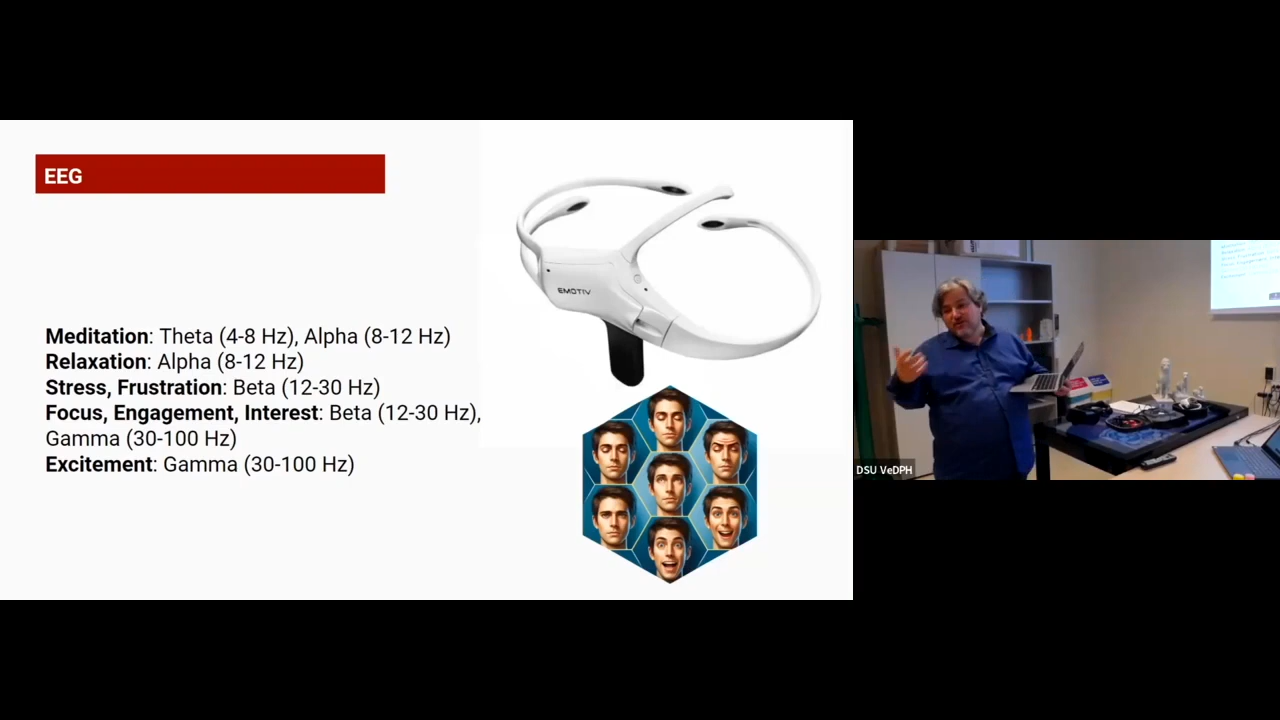 EEG
EMOTIV
Meditation: Theta (4-8 Hz), Alpha (8-12 Hz)
Relaxation: Alpha (8-12 Hz)
Stress, Frustration: Beta (12-30 Hz)
Focus, Engagement, Interest: Beta (12-30 Hz),
Gamma (30-100 Hz)
Excitement: Gamma (30-100 Hz)
DSU VeDPH